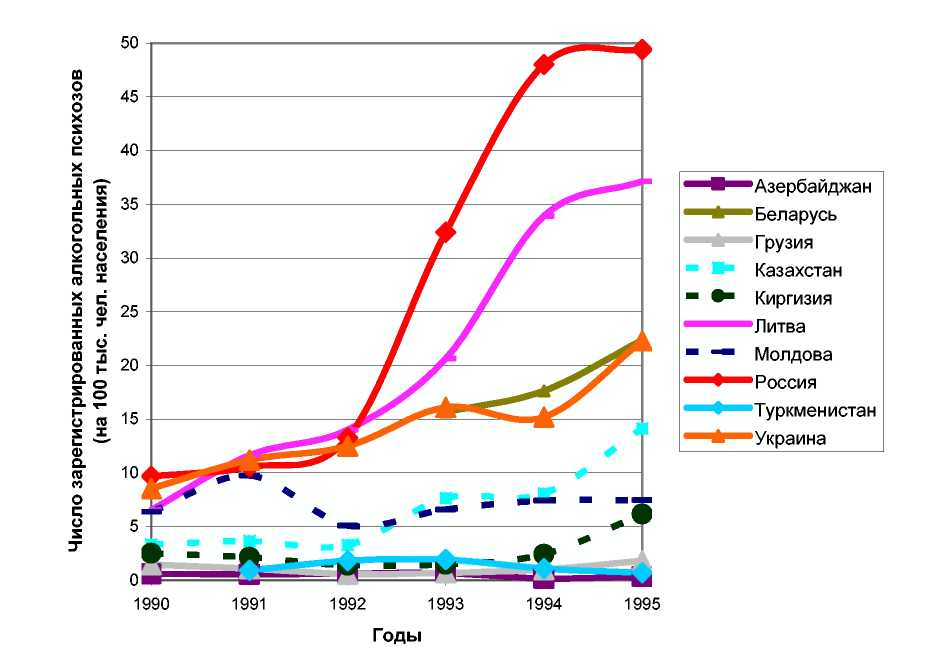 Число зарегистрированных алкогольных психозов
(на 100 тыс. чел. населения)
50
45
40
35
30
25
20
15
10
5
0
1990
1991
1992
1993
1994
1995
Годы
Азербайджан
Беларусь
Грузия
Казахстан
Киргизия
Литва
Молдова
Россия
Туркменистан
Украина